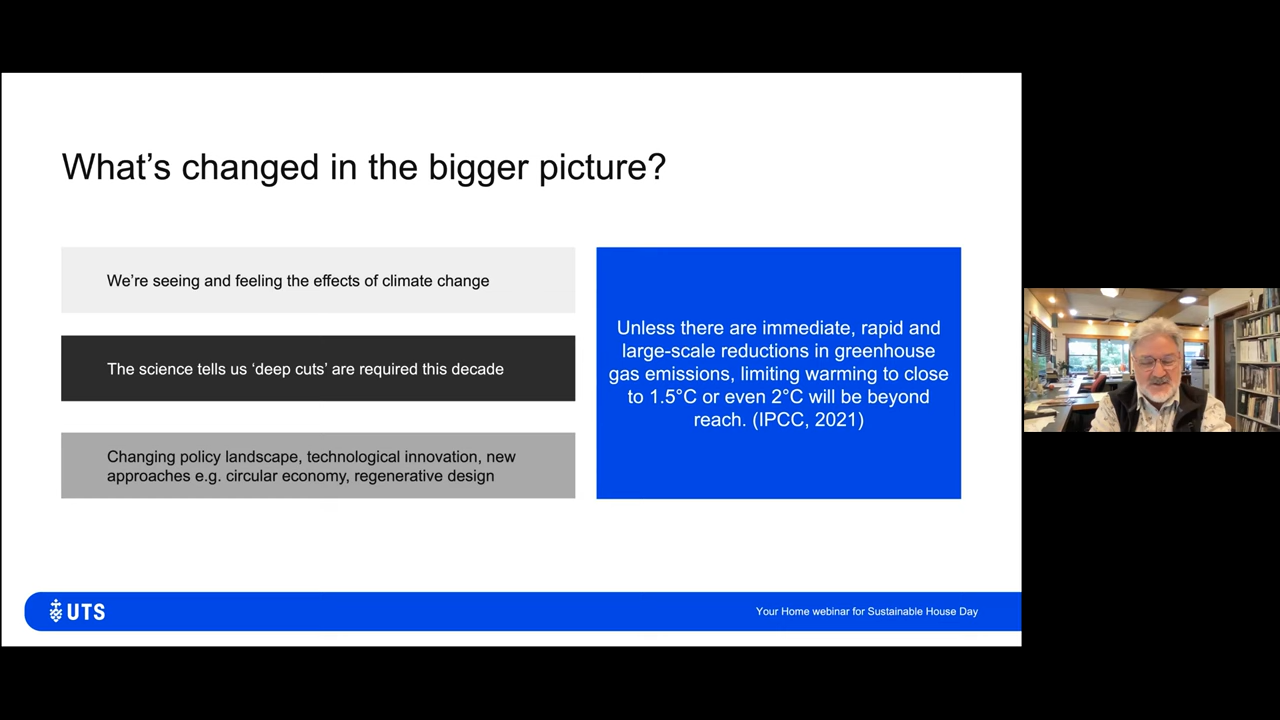 What’s changed in the bigger picture?
We’re seeing and feeling the effects of climate change
The science tells us ‘deep cuts’ are required this decade
Changing policy landscape, technological innovation, new
approaches e.g. circular economy, regenerative design
Unless there are immediate, rapid and
large-scale reductions in greenhouse
gas emissions, limiting warming to close
to 1.5°C or even 2°C will be beyond
reach. (IPCC, 2021)
UTS
Your Home webinar for Sustainable House Day